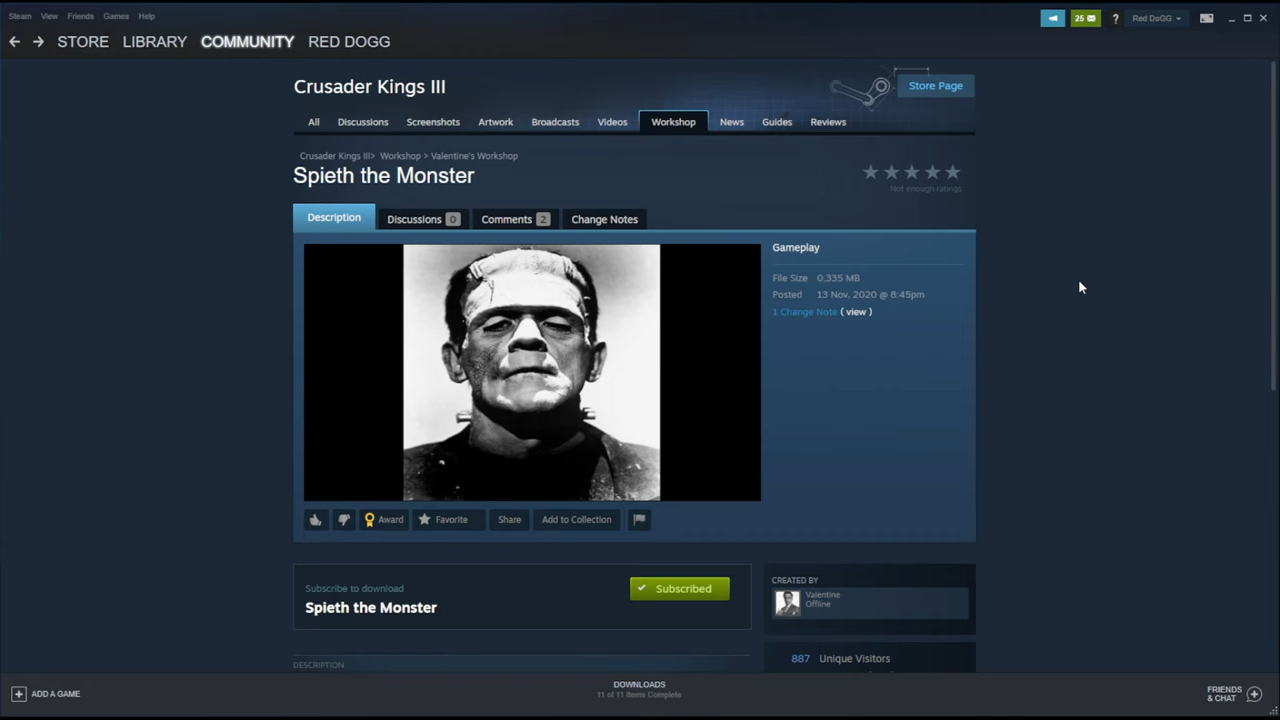 Steam View Friends Games Help
25 ? Red DoGG
STORE LIBRARY COMMUNITY RED DOGG
Crusader Kings III
Store Page
All Discussions Screenshots Artwork Broadcasts Videos Workshop News Guides Reviews
Crusader Kings III> Workshop > Valentine's Workshop
Spieth the Monster
Not enough ratings
Description Discussions 0 Comments 2 Change Notes
Gameplay
File Size 0.335 MB
Posted 13 Nov, 2020 @ 8:45pm
1 Change Note ( view )
Award Favorite Share Add to Collection
Subscribe to download
Spieth the Monster
Subscribed
CREATED BY
Valentine
Offline
DESCRIPTION
887 Unique Visitors
ADD A GAME
DOWNLOADS
11 of 11 Items Complete
FRIENDS
& CHAT